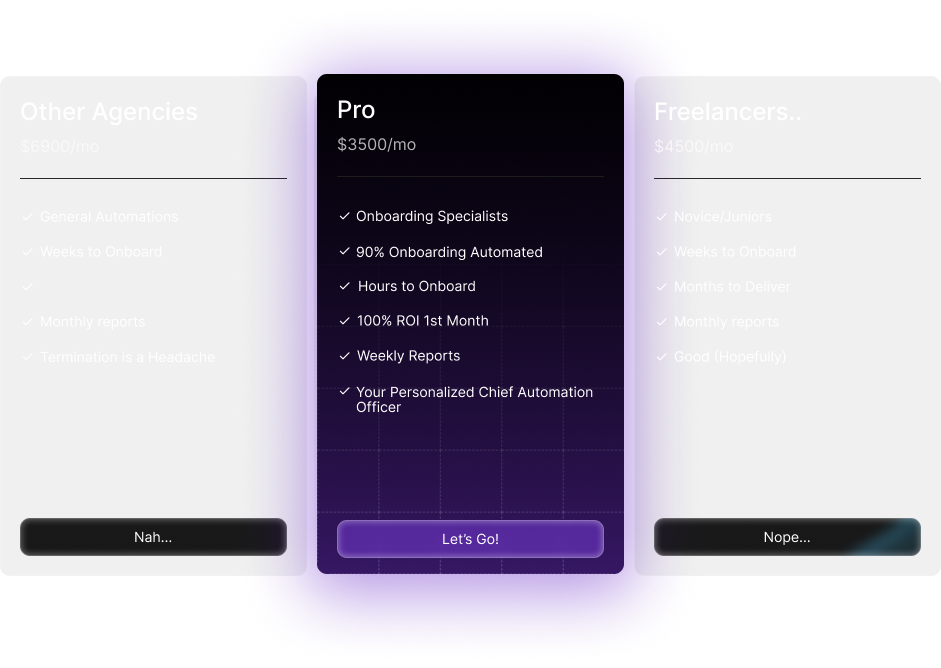 Other Agencies
$6900/mo
General Automations
Weeks to Onboard
Monthly reports
Termination is a Headache
Nah...
Pro
$3500/mo
Onboarding Specialists
90% Onboarding Automated
Hours to Onboard
100% ROI 1st Month
Weekly Reports
Your Personalized Chief Automation
Officer
Let's Go!
Freelancers..
$4500/mo
Novice/Juniors
Weeks to Onboard
Months to Deliver
Monthly reports
Good (Hopefully)
Nope...